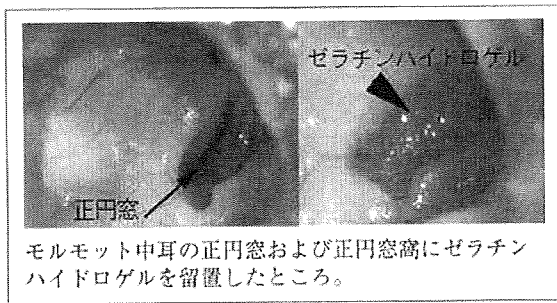 ゼラチンハイドロゲル
正円窓
モルモット中耳の正円窓および正円窓窩にゼラチン
ハイドロゲルを留置したところ。